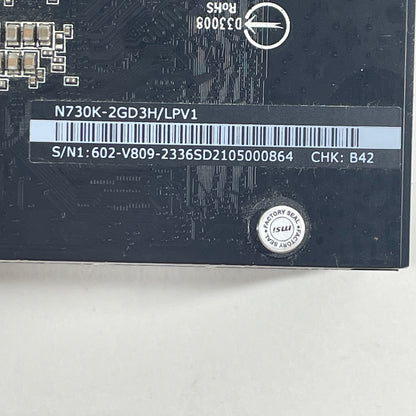 D33008
RoHS
N730K-2GD3H/LPV1
S/N1:602-V809-2336SD2105000864 CHK: B42
FACTORY SEAL
msi
FACTORY SEAL